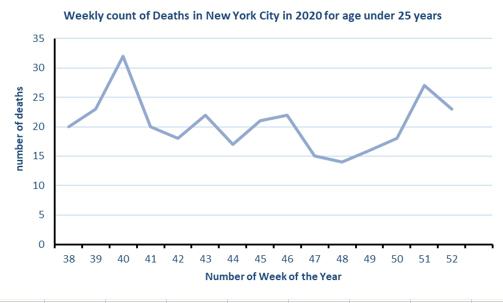 Weekly count of Deaths in New York City in 2020 for age under 25 years
35
30
25
20
15
10
5
0
number of deaths
38 39 40 41 42 43 44 45 46 47 48 49 50 51 52
Number of Week of the Year